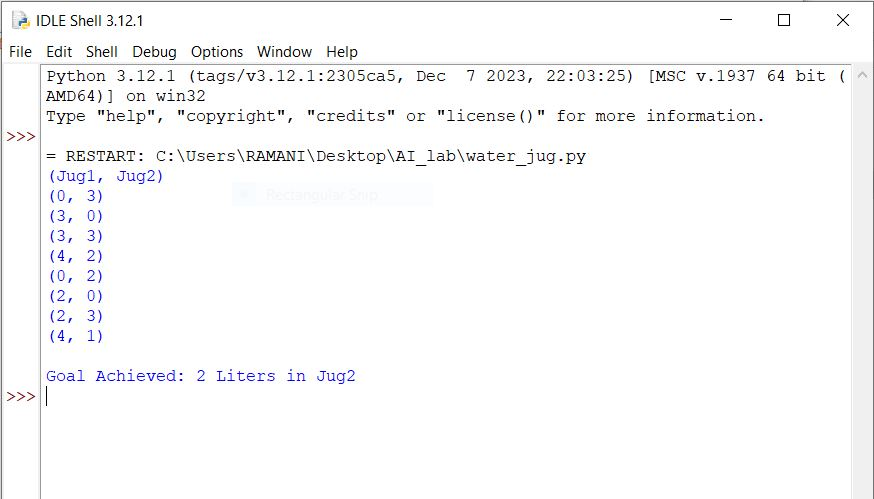 IDLE Shell 3.12.1
File Edit Shell Debug Options Window Help
Python 3.12.1 (tags/v3.12.1:2305ca5, Dec  7 2023, 22:03:25) [MSC v.1937 64 bit (
AMD64)] on win32
Type "help", "copyright", "credits" or "license()" for more information.
>>>
= RESTART: C:\Users\RAMANI\Desktop\AI_lab\water_jug.py
(Jug1, Jug2)
(0, 3)
Rectangular Snip
(3, 0)
(3, 3)
(4, 2)
(0, 2)
(2, 0)
(2, 3)
(4, 1)
Goal Achieved: 2 Liters in Jug2
>>>